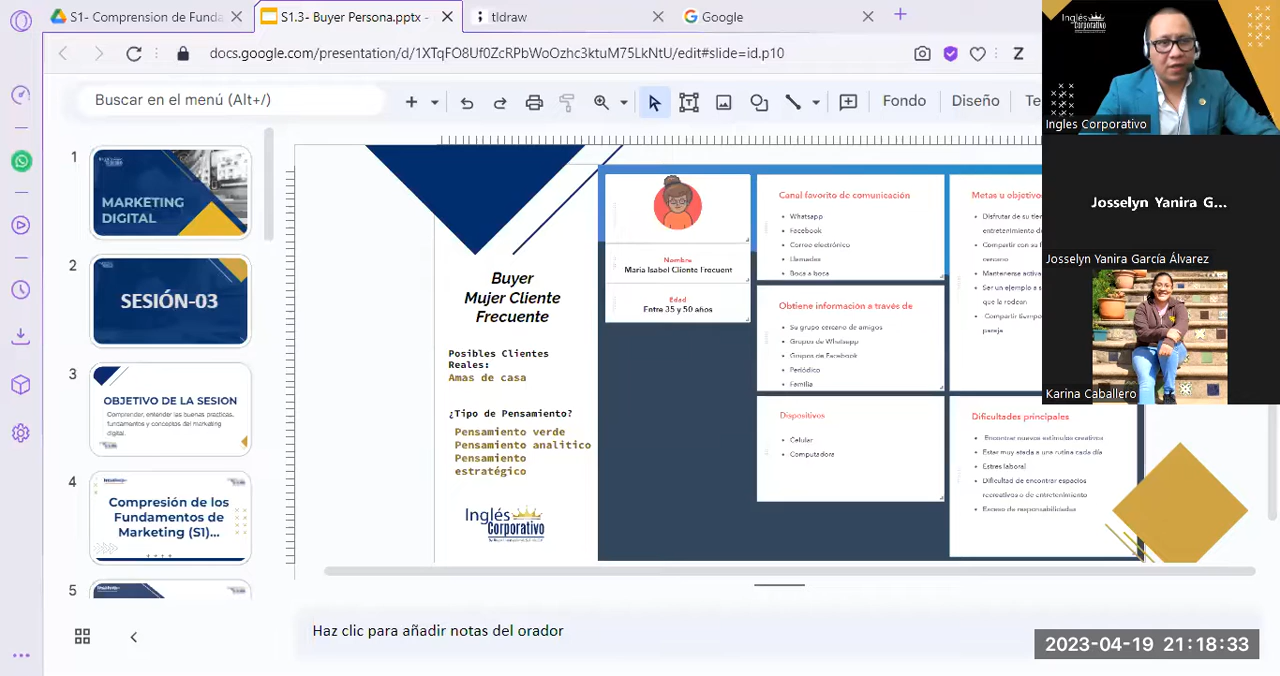 S1- Comprension de Funda
S1.3- Buyer Persona.pptx -
tldraw
Google
docs.google.com/presentation/d/1XTqFO8Uf0ZcRPbWoOzhc3ktuM75LkNtU/edit#slide=id.p10
Buscar en el menú (Alt+/)
Fondo
Diseño
Te
1
MARKETING
DIGITAL
2
SESIÓN-03
3
OBJETIVO DE LA SESION
Comprender, entender las buenas practicas,
fundamentos y conceptos del marketing
digital.
4
Compresión de los
Fundamentos de
Marketing (S1)...
5
Buyer
Mujer Cliente
Frecuente
Posibles Clientes
Reales:
Amas de casa
¿Tipo de Pensamiento?
Pensamiento verde
Pensamiento analitico
Pensamiento
estratégico
Inglés
Corporativo
Nombre
Maria Isabel Cliente Frecuent
Edad
Entre 35 y 50 años
Canal favorito de comunicación
Whatsapp
Facebook
Correo electrónico
Llamadas
Boca a boca
Obtiene información a través de
Su grupo cercano de amigos
Grupos de Whatsapp
Grupos de Facebook
Periódico
Familia
Dispositivos
Celular
Computadora
Metas u objetivo
Disfrutar de su tie
entretenimiento d
Compartir con su f
cercano
Mantenerse activa
Ser un ejemplo a s
que la rodean
Compartir tiempo
pareja
Dificultades principales
Encontrar nuevos estímulos creativos
Estar muy atada a una rutina cada día
Estres laboral
Dificultad de encontrar espacios
recreativos o de entretenimiento
Exceso de responsabilidades
Inglés
Corporativo
Ingles Corporativo
Josselyn Yanira G...
Josselyn Yanira García Álvarez
Karina Caballero
Haz clic para añadir notas del orador
2023-04-19 21:18:33